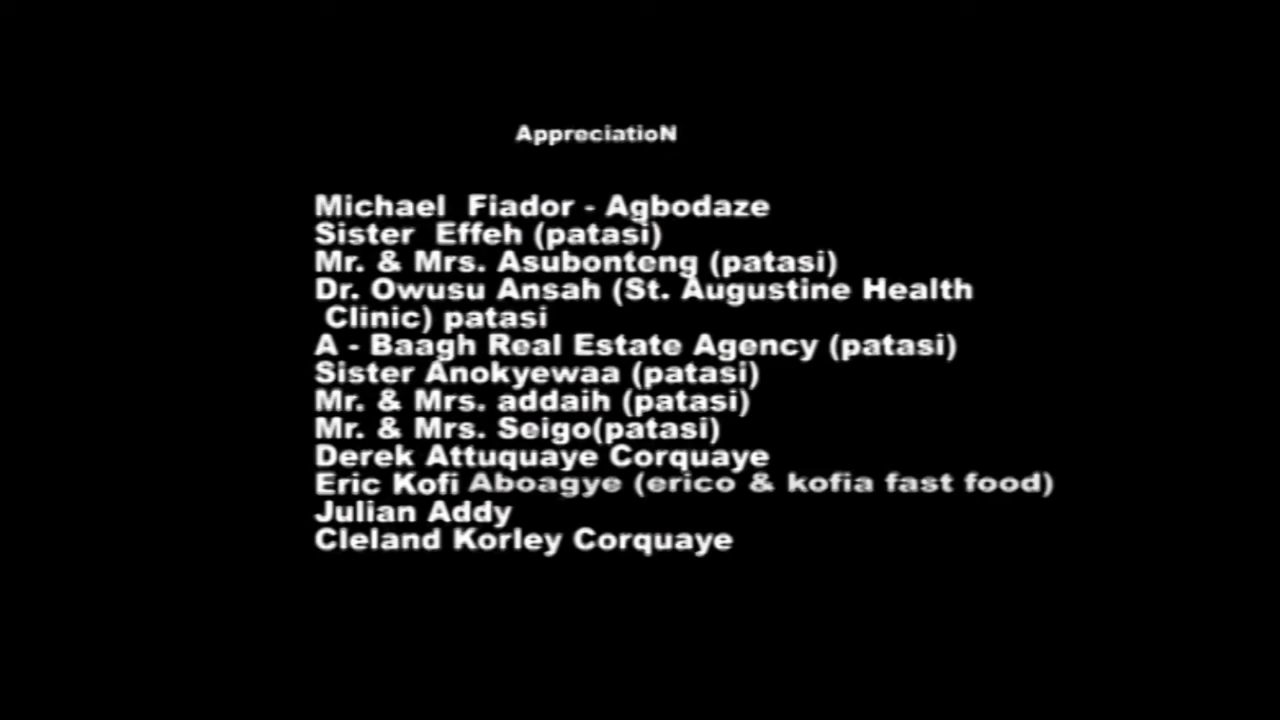 AppreciatioN
Michael Fiador - Agbodaze
Sister Effeh (patasi)
Mr. & Mrs. Asubonteng (patasi)
Dr. Owusu Ansah (St. Augustine Health
Clinic) patasi
A - Baagh Real Estate Agency (patasi)
Sister Anokyewaa (patasi)
Mr. & Mrs. addaih (patasi)
Mr. & Mrs. Seigo(patasi)
Derek Attuquaye Corquaye
Eric Kofi Aboagye (erico & kofia fast food)
Julian Addy
Cleland Korley Corquaye